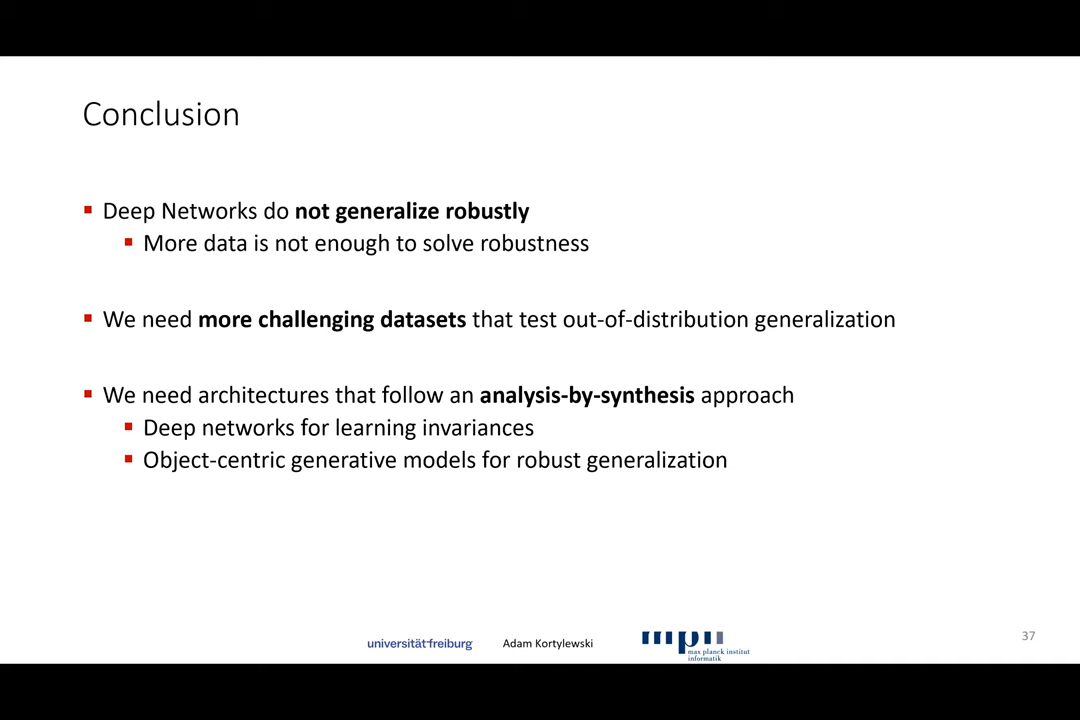 Conclusion
Deep Networks do not generalize robustly
More data is not enough to solve robustness
We need more challenging datasets that test out-of-distribution generalization
We need architectures that follow an analysis-by-synthesis approach
Deep networks for learning invariances
Object-centric generative models for robust generalization
universität freiburg
Adam Kortylewski
mpii
max planck institut
informatik
37